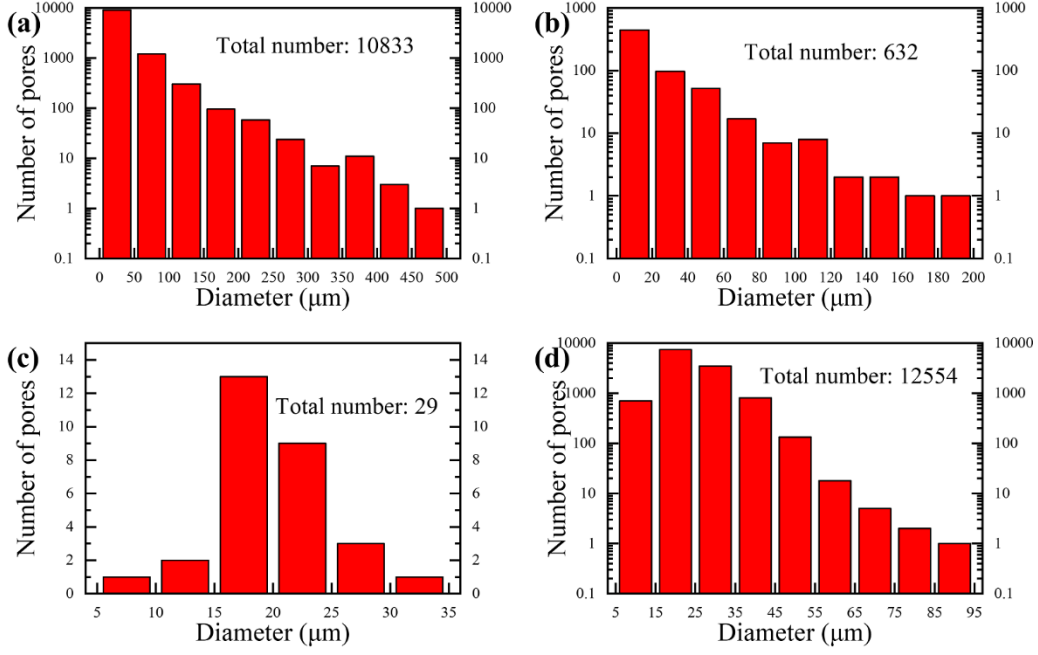 (a)
Total number: 10833
Number of pores
10000 1000 100 10 1 0.1
10000 1000 100 10 1 0.1
0 50 100 150 200 250 300 350 400 450 500
Diameter (μm)
(b)
Total number: 632
Number of pores
1000 100 10 1 0.1
1000 100 10 1 0.1
0 20 40 60 80 100 120 140 160 180 200
Diameter (μm)
(c)
Total number: 29
Number of pores
14 12 10 8 6 4 2 0
14 12 10 8 6 4 2 0
5 10 15 20 25 30 35
Diameter (μm)
(d)
Total number: 12554
Number of pores
10000 1000 100 10 1 0.1
10000 1000 100 10 1 0.1
5 15 25 35 45 55 65 75 85 95
Diameter (μm)